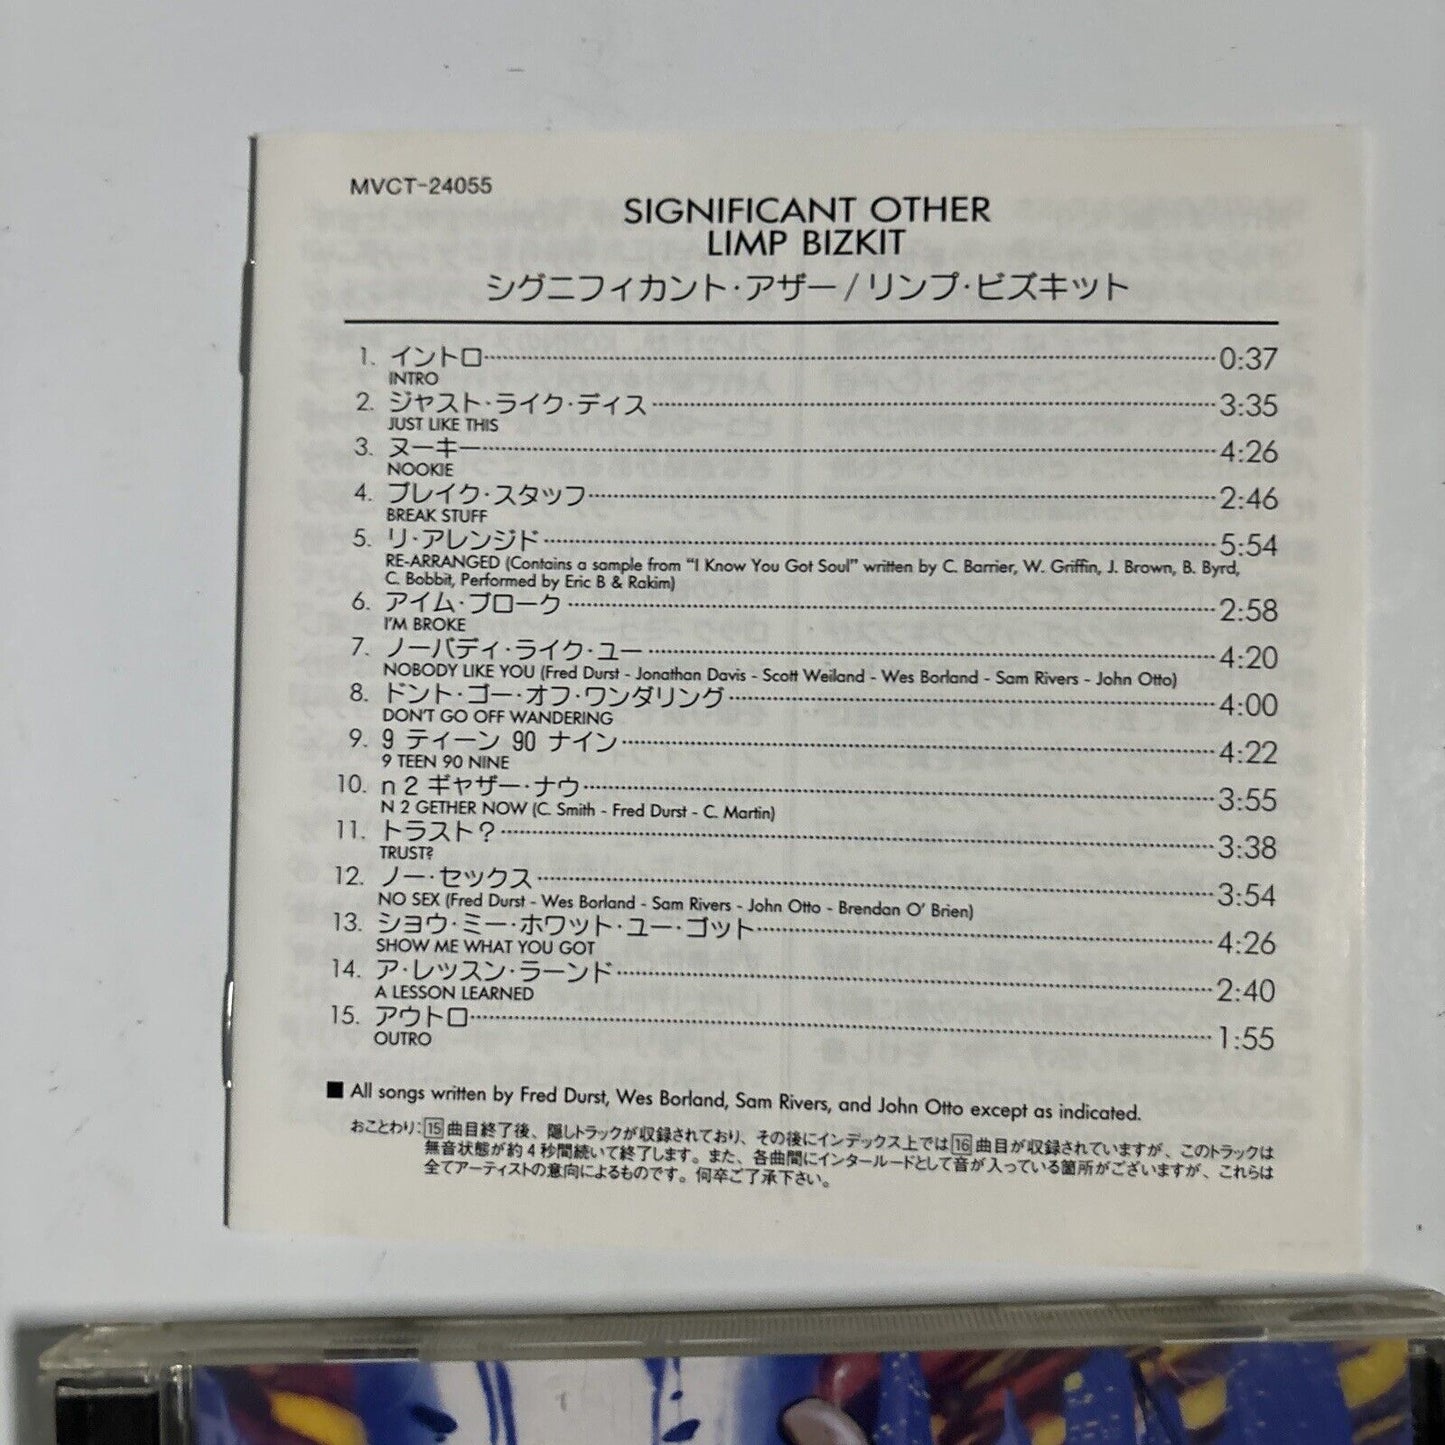 MVCT-24055
SIGNIFICANT OTHER
LIMP BIZKIT
シグニフィカント・アザー / リンプ・ビズキット
1. イントロ 0:37
INTRO
2. ジャスト・ライク・ディス 3:35
JUST LIKE THIS
3. ヌーキー 4:26
NOOKIE
4. ブレイク・スタッフ 2:46
BREAK STUFF
5. リ・アレンジド 5:54
RE-ARRANGED (Contains a sample from "I Know You Got Soul" written by C. Barrier, W. Griffin, J. Brown, B. Byrd,
C. Bobbit, Performed by Eric B & Rakim)
6. アイム・ブローク 2:58
I'M BROKE
7. ノーバディ・ライク・ユー 4:20
NOBODY LIKE YOU (Fred Durst - Jonathan Davis - Scott Weiland - Wes Borland - Sam Rivers - John Otto)
8. ドント・ゴー・オフ・ワンダリング 4:00
DON'T GO OFF WANDERING
9. 9 ティーン 90 ナイン 4:22
9 TEEN 90 NINE
10. n 2 ギャザー・ナウ 3:55
N 2 GETHER NOW (C. Smith - Fred Durst - C. Martin)
11. トラスト? 3:38
TRUST?
12. ノー・セックス 3:54
NO SEX (Fred Durst - Wes Borland - Sam Rivers - John Otto - Brendan O' Brien)
13. ショウ・ミー・ホワット・ユー・ゴット 4:26
SHOW ME WHAT YOU GOT
14. ア・レッスン・ラーンド 2:40
A LESSON LEARNED
15. アウトロ 1:55
OUTRO
■ All songs written by Fred Durst, Wes Borland, Sam Rivers, and John Otto except as indicated.
おことわり:15曲目終了後、隠しトラックが収録されており、その後にインデックス上では16曲目が収録されていますが、このトラックは
無音状態が約4秒間続いて終了します。また、各曲間にインタールードとして音が入っている箇所がございますが、これらは
全てアーティストの意向によるものです。何卒ご了承下さい。